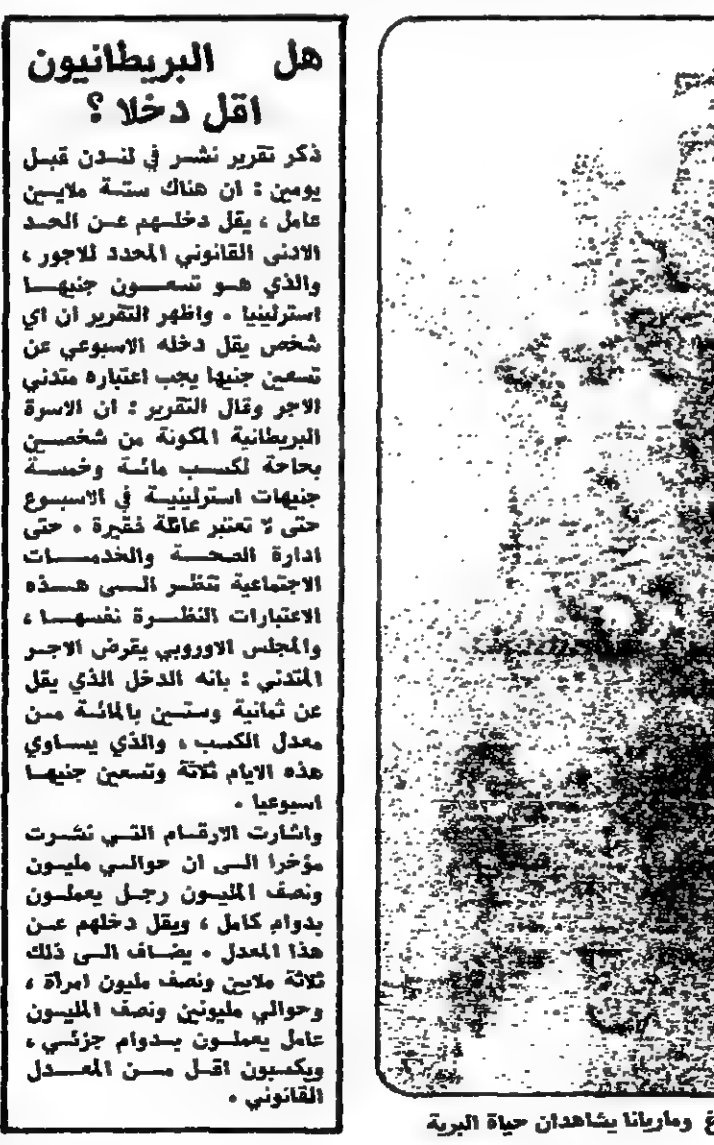 هل البريطانيون
اقل دخلا ؟
ذكر تقرير نشر في لندن قبل
يومين : ان هناك ستة ملايين
عامل ، يقل دخلهم عن الحد
الادنى القانوني المحدد للاجور ،
والذي هو تسعون جنيها
استرلينيا . واظهر التقرير ان اي
شخص يقل دخله الاسبوعي عن
تسعين جنيها يجب اعتباره متدني
الاجر وقال التقرير : ان الاسرة
البريطانية المكونة من شخصين
بحاحة لكسب مائة وخمسة
جنيهات استرلينية في الاسبوع
حتى لا تعتبر عائلة فقيرة . حتى
ادارة الصحة والخدمات
الاجتماعية تنظر الى هذه
الاعتبارات النظرة نفسها ،
والمجلس الاوروبي يفرض الاجر
المتدني : بانه الدخل الذي يقل
عن ثمانية وستين بالمائة من
معدل الكسب ، والذي يساوي
هذه الايام ثلاثة وتسعين جنيها
اسبوعيا .
واشارت الارقام التي نشرت
مؤخرا الى ان حوالي مليون
ونصف المليون رجل يعملون
بدوام كامل ، ويقل دخلهم عن
هذا المعدل . يضاف الى ذلك
ثلاثة ملايين ونصف مليون امرأة ،
وحوالي مليونين ونصف المليون
عامل يعملون بدوام جزئي ،
ويكسبون اقل من المعدل
القانوني .
وماريانا يشاهدان حياة البرية